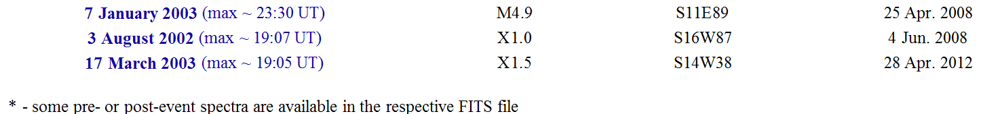 7 January 2003 (max ~ 23:30 UT) M4.9 S11E89 25 Apr. 2008
3 August 2002 (max ~ 19:07 UT) X1.0 S16W87 4 Jun. 2008
17 March 2003 (max ~ 19:05 UT) X1.5 S14W38 28 Apr. 2012
* - some pre- or post-event spectra are available in the respective FITS file